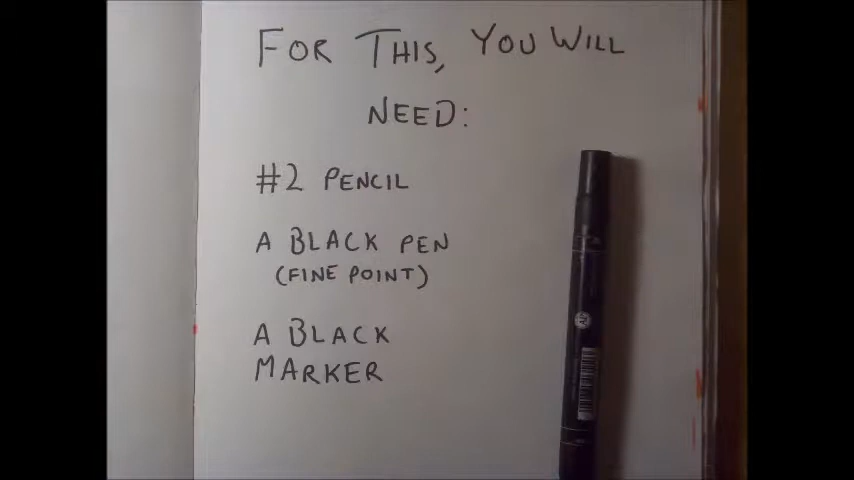 FOR THIS, YOU WILL
NEED:
#2 PENCIL
A BLACK PEN
(FINE POINT)
A BLACK
MARKER